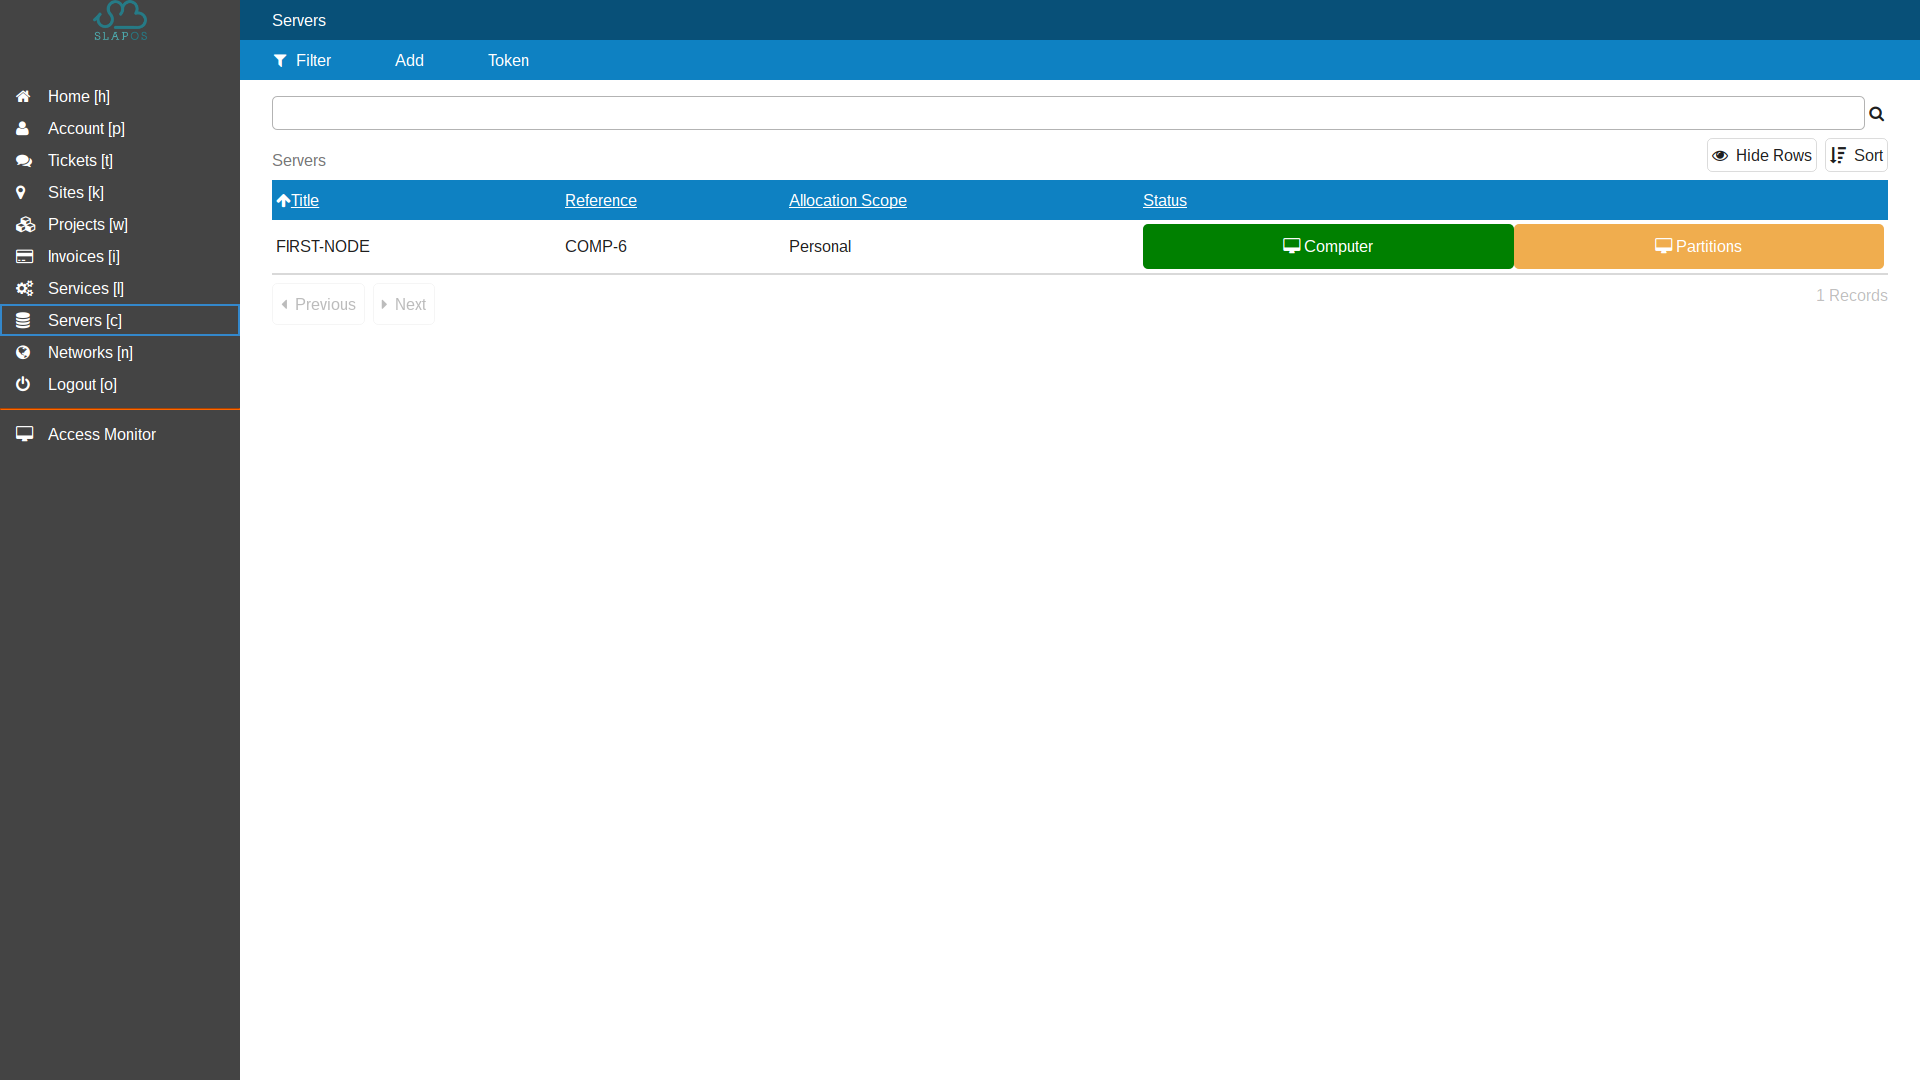 SLAPOS
Home [h]
Account [p]
Tickets [t]
Sites [k]
Projects [w]
Invoices [i]
Services [l]
Servers [c]
Networks [n]
Logout [o]
Access Monitor
Servers
Filter Add Token
Servers
Hide Rows Sort
Title Reference Allocation Scope Status
FIRST-NODE COMP-6 Personal Computer Partitions
Previous Next 1 Records